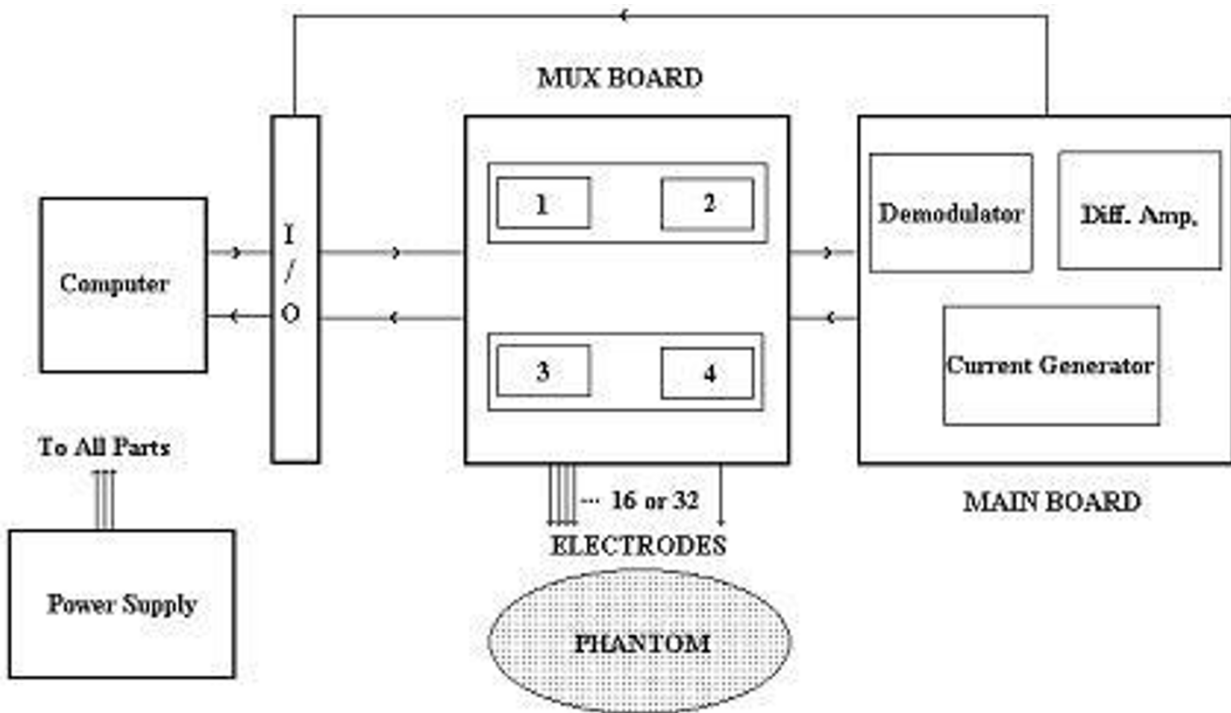 MUX BOARD
I
/
O
1
2
Demodulator
Diff. Amp.
Computer
Current Generator
3
4
To All Parts
... 16 or 32
MAIN BOARD
ELECTRODES
Power Supply
PHANTOM